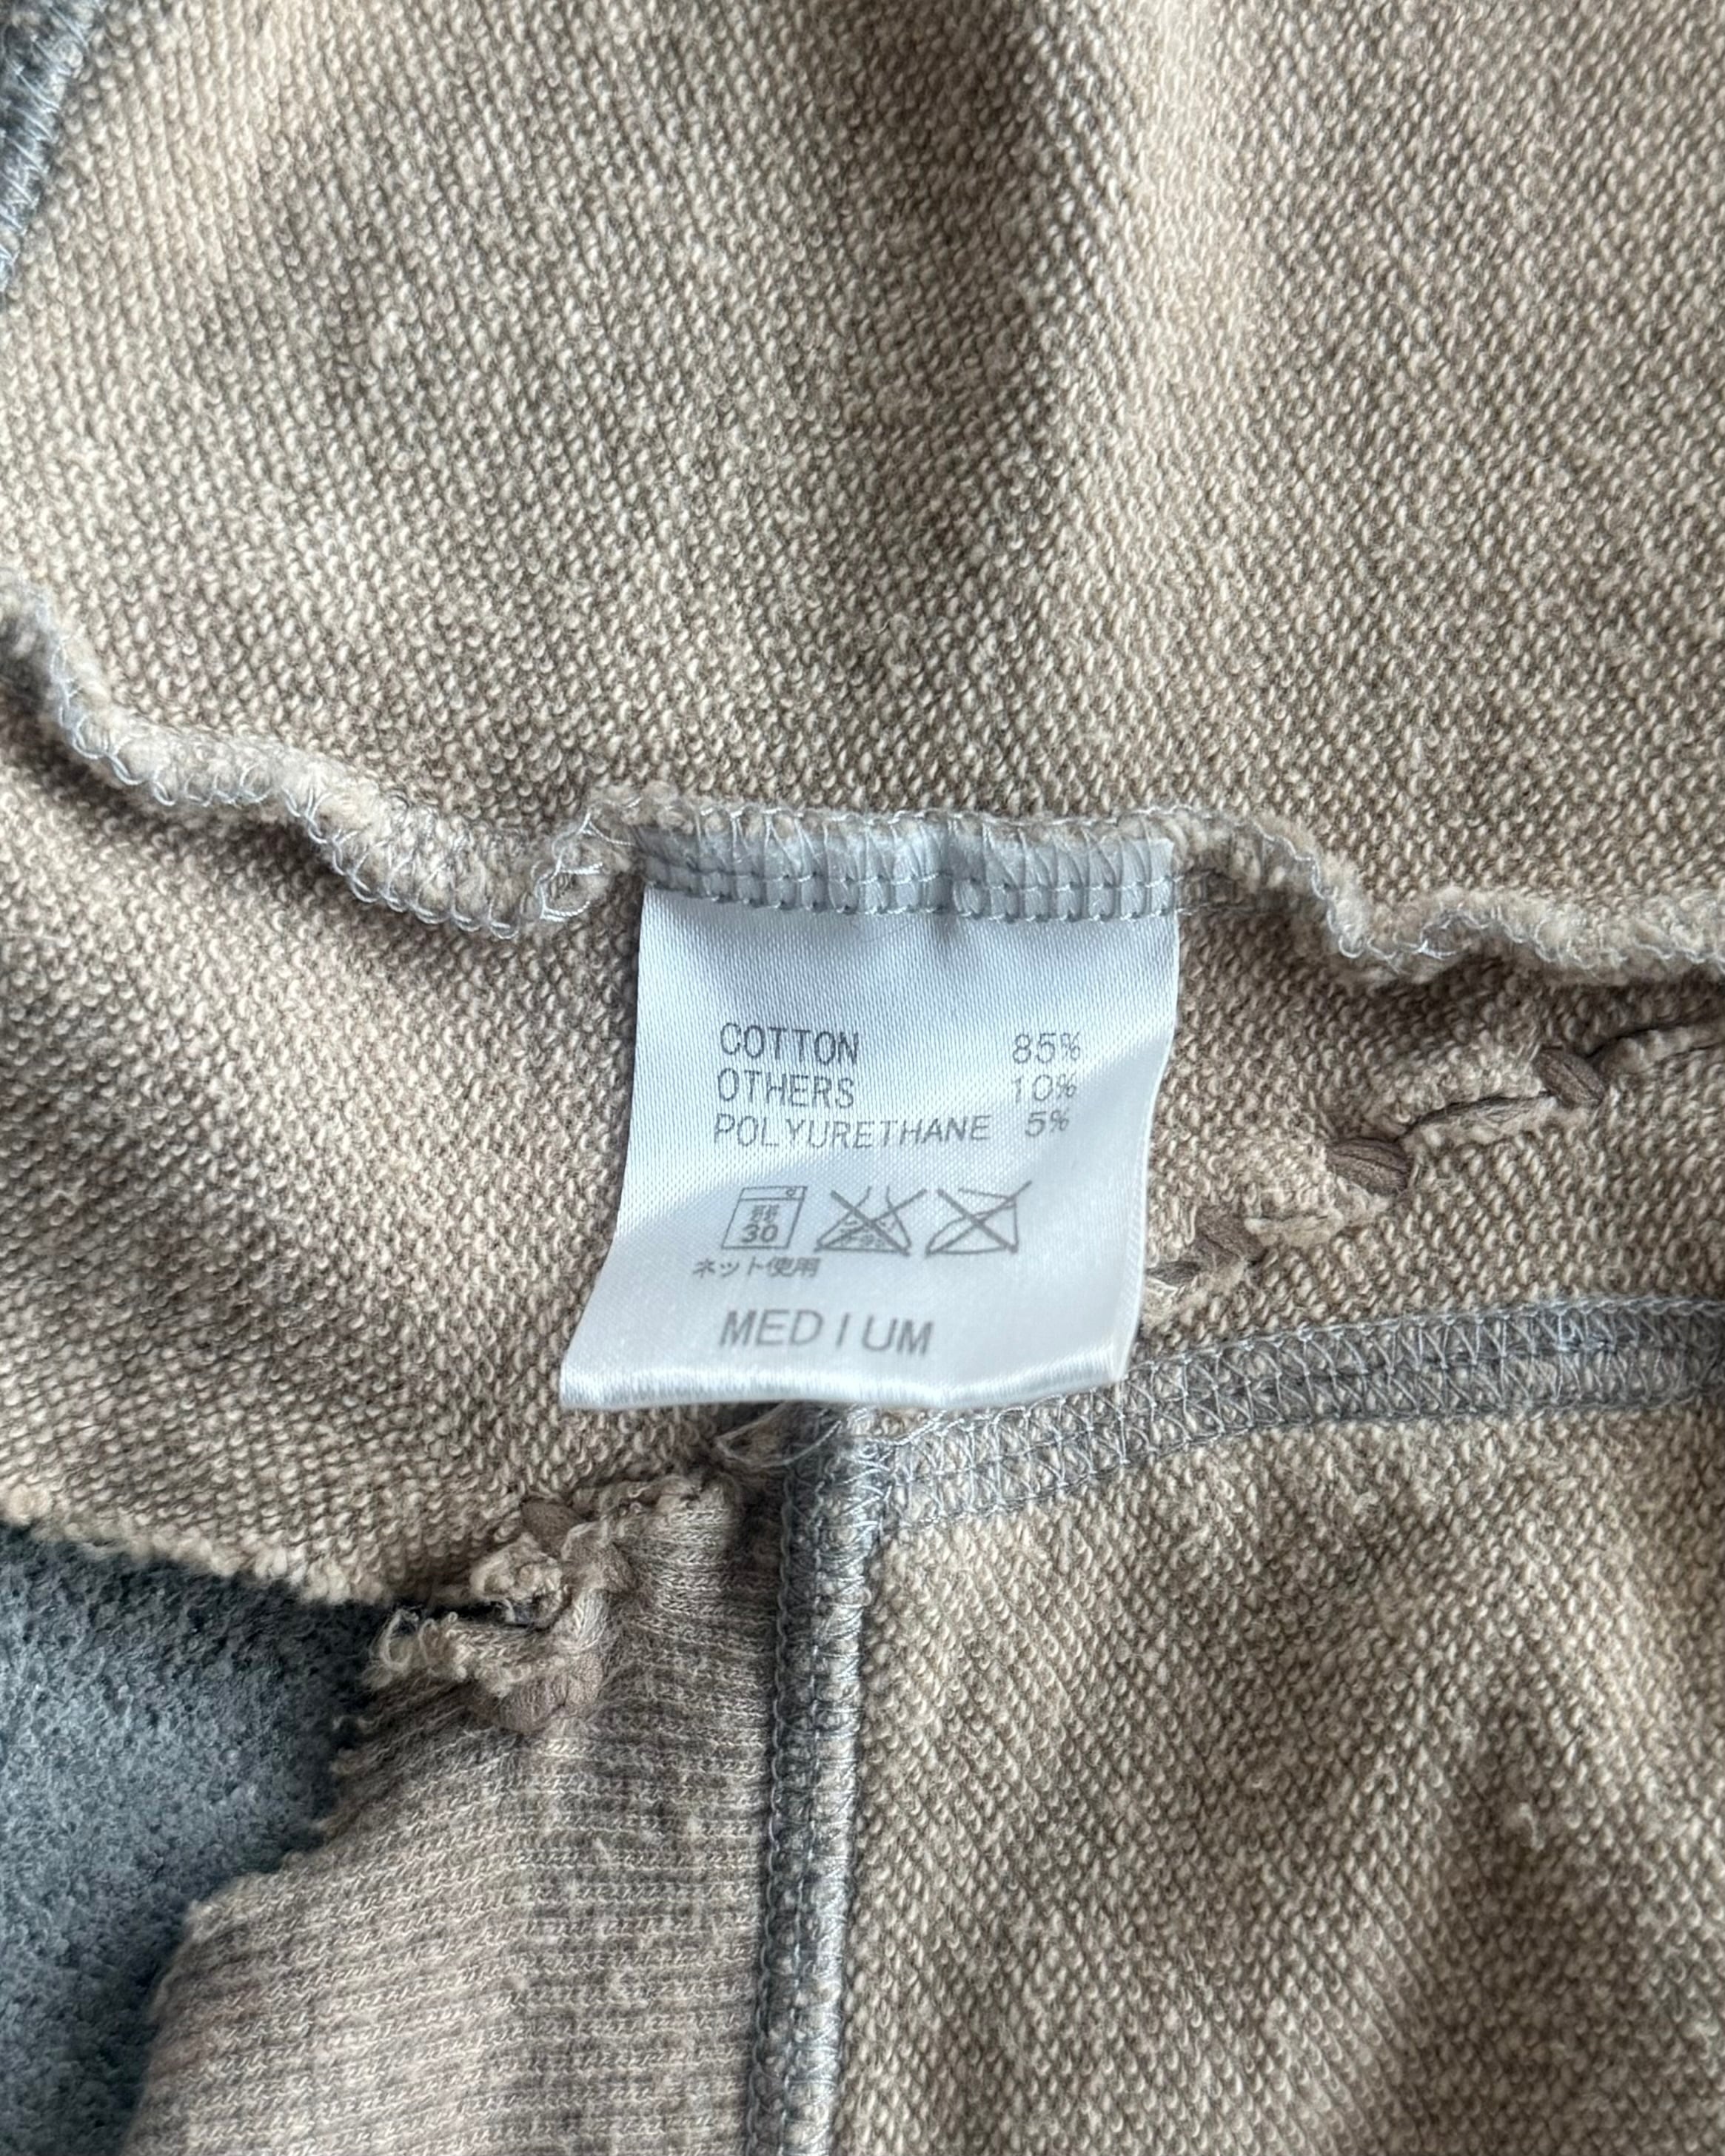 COTTON 85%
OTHERS 10%
POLYURETHANE 5%
弱
30
ネット使用
MEDIUM